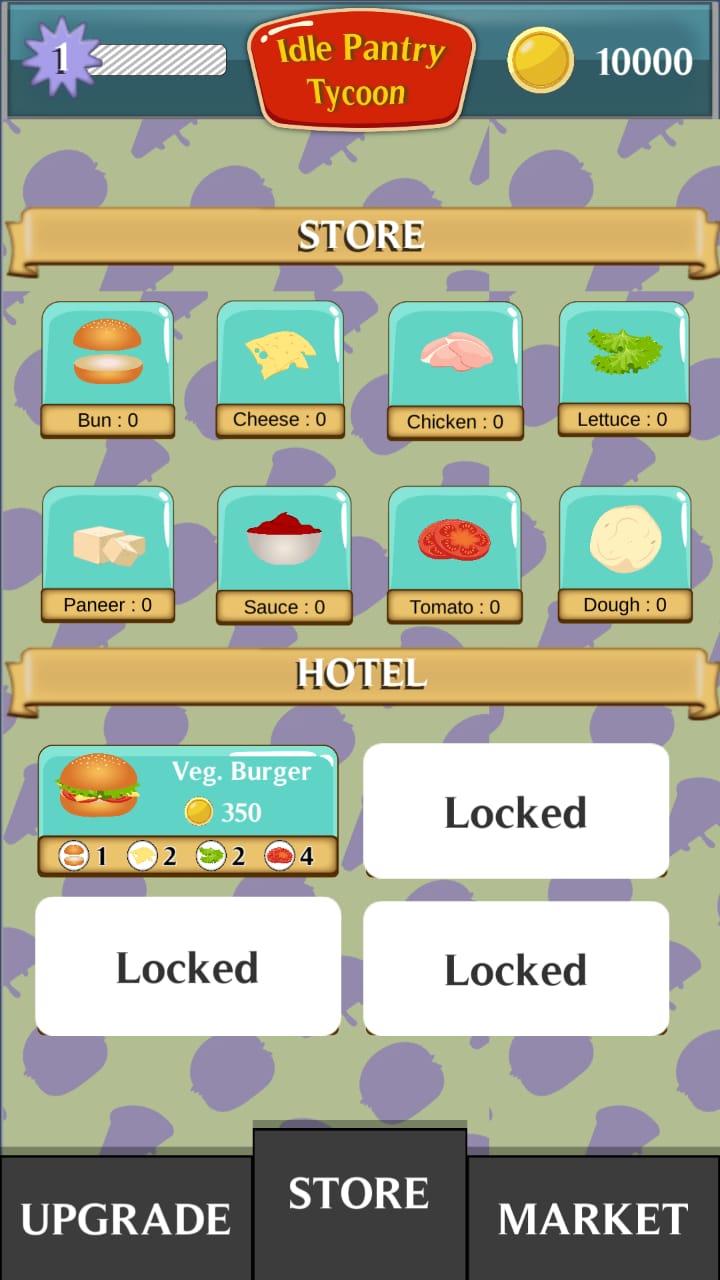 1
Idle Pantry
Tycoon
10000
STORE
Bun : 0
Cheese : 0
Chicken : 0
Lettuce : 0
Paneer : 0
Sauce : 0
Tomato : 0
Dough : 0
HOTEL
Veg. Burger
350
1 2 2 4
Locked
Locked
Locked
UPGRADE
STORE
MARKET